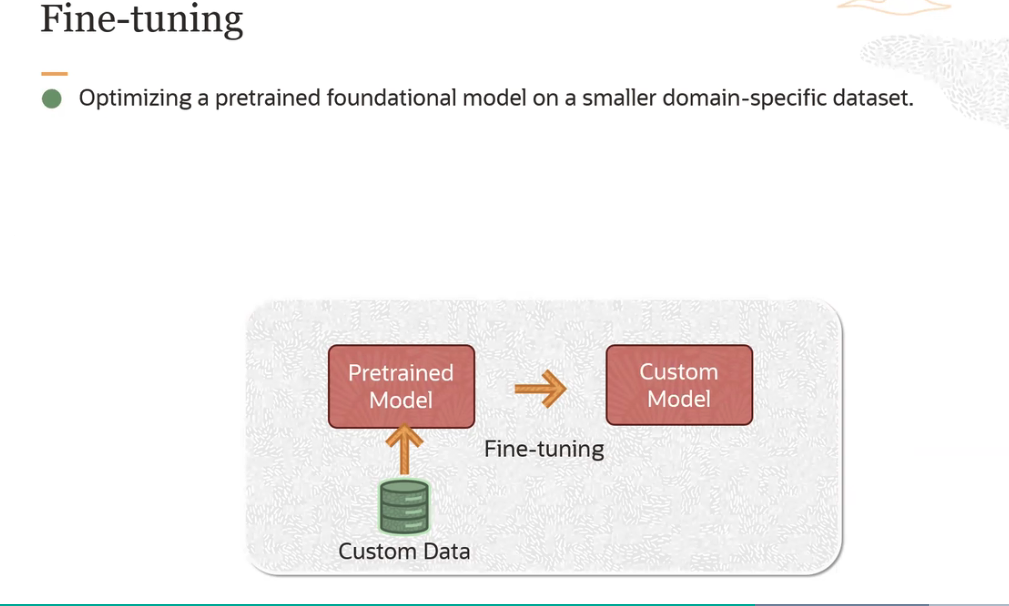 Fine-tuning
Optimizing a pretrained foundational model on a smaller domain-specific dataset.
Pretrained
Model
Custom
Model
Fine-tuning
Custom Data